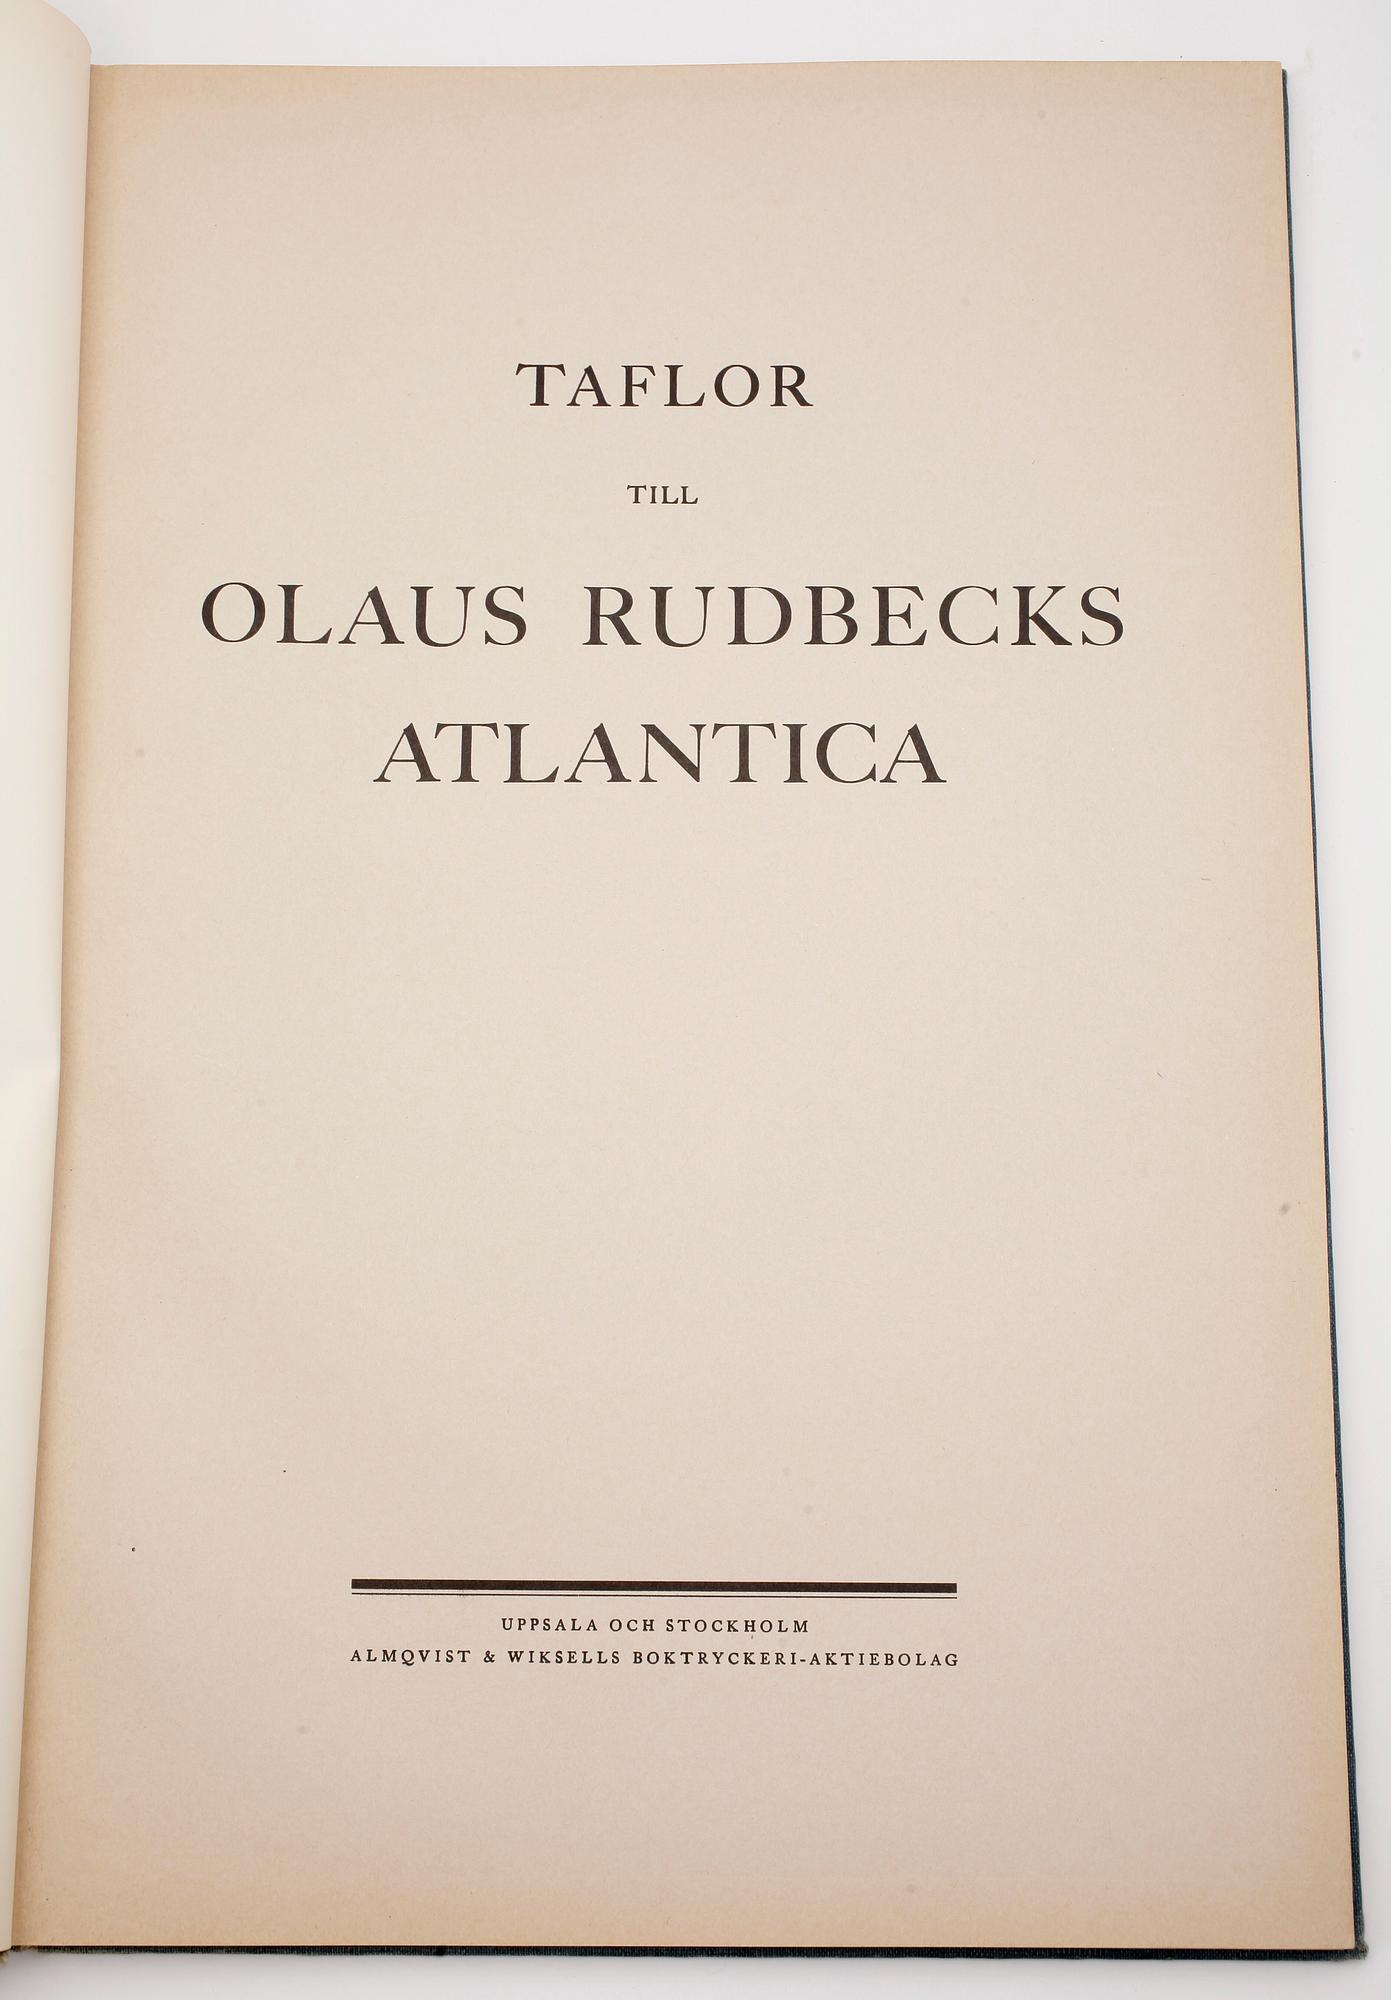 TAFLOR
TILL
OLAUS RUDBECKS
ATLANTICA
UPPSALA OCH STOCKHOLM
ALMQVIST & WIKSELLS BOKTRYCKERI-AKTIEBOLAG